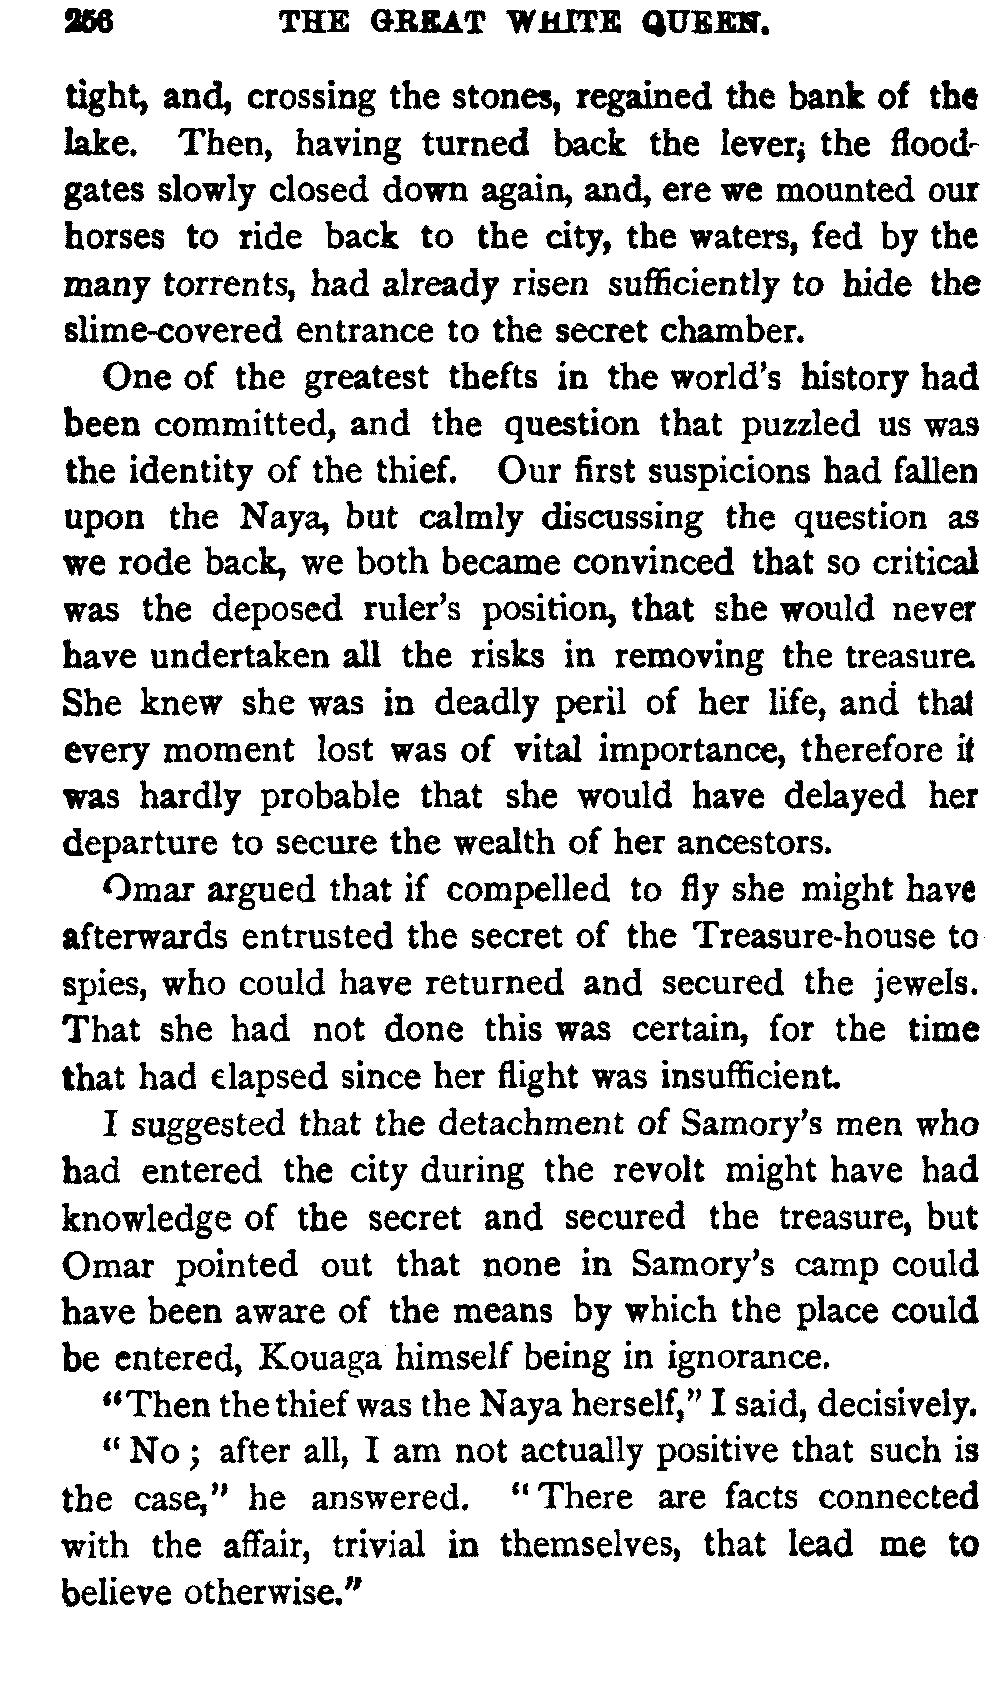 256 THE GREAT WHITE QUEEN.
tight, and, crossing the stones, regained the bank of the
lake. Then, having turned back the lever, the flood-
gates slowly closed down again, and, ere we mounted our
horses to ride back to the city, the waters, fed by the
many torrents, had already risen sufficiently to hide the
slime-covered entrance to the secret chamber.
One of the greatest thefts in the world's history had
been committed, and the question that puzzled us was
the identity of the thief. Our first suspicions had fallen
upon the Naya, but calmly discussing the question as
we rode back, we both became convinced that so critical
was the deposed ruler's position, that she would never
have undertaken all the risks in removing the treasure.
She knew she was in deadly peril of her life, and that
every moment lost was of vital importance, therefore it
was hardly probable that she would have delayed her
departure to secure the wealth of her ancestors.
Omar argued that if compelled to fly she might have
afterwards entrusted the secret of the Treasure-house to
spies, who could have returned and secured the jewels.
That she had not done this was certain, for the time
that had elapsed since her flight was insufficient.
I suggested that the detachment of Samory's men who
had entered the city during the revolt might have had
knowledge of the secret and secured the treasure, but
Omar pointed out that none in Samory's camp could
have been aware of the means by which the place could
be entered, Kouaga himself being in ignorance.
"Then the thief was the Naya herself," I said, decisively.
"No; after all, I am not actually positive that such is
the case," he answered. "There are facts connected
with the affair, trivial in themselves, that lead me to
believe otherwise."